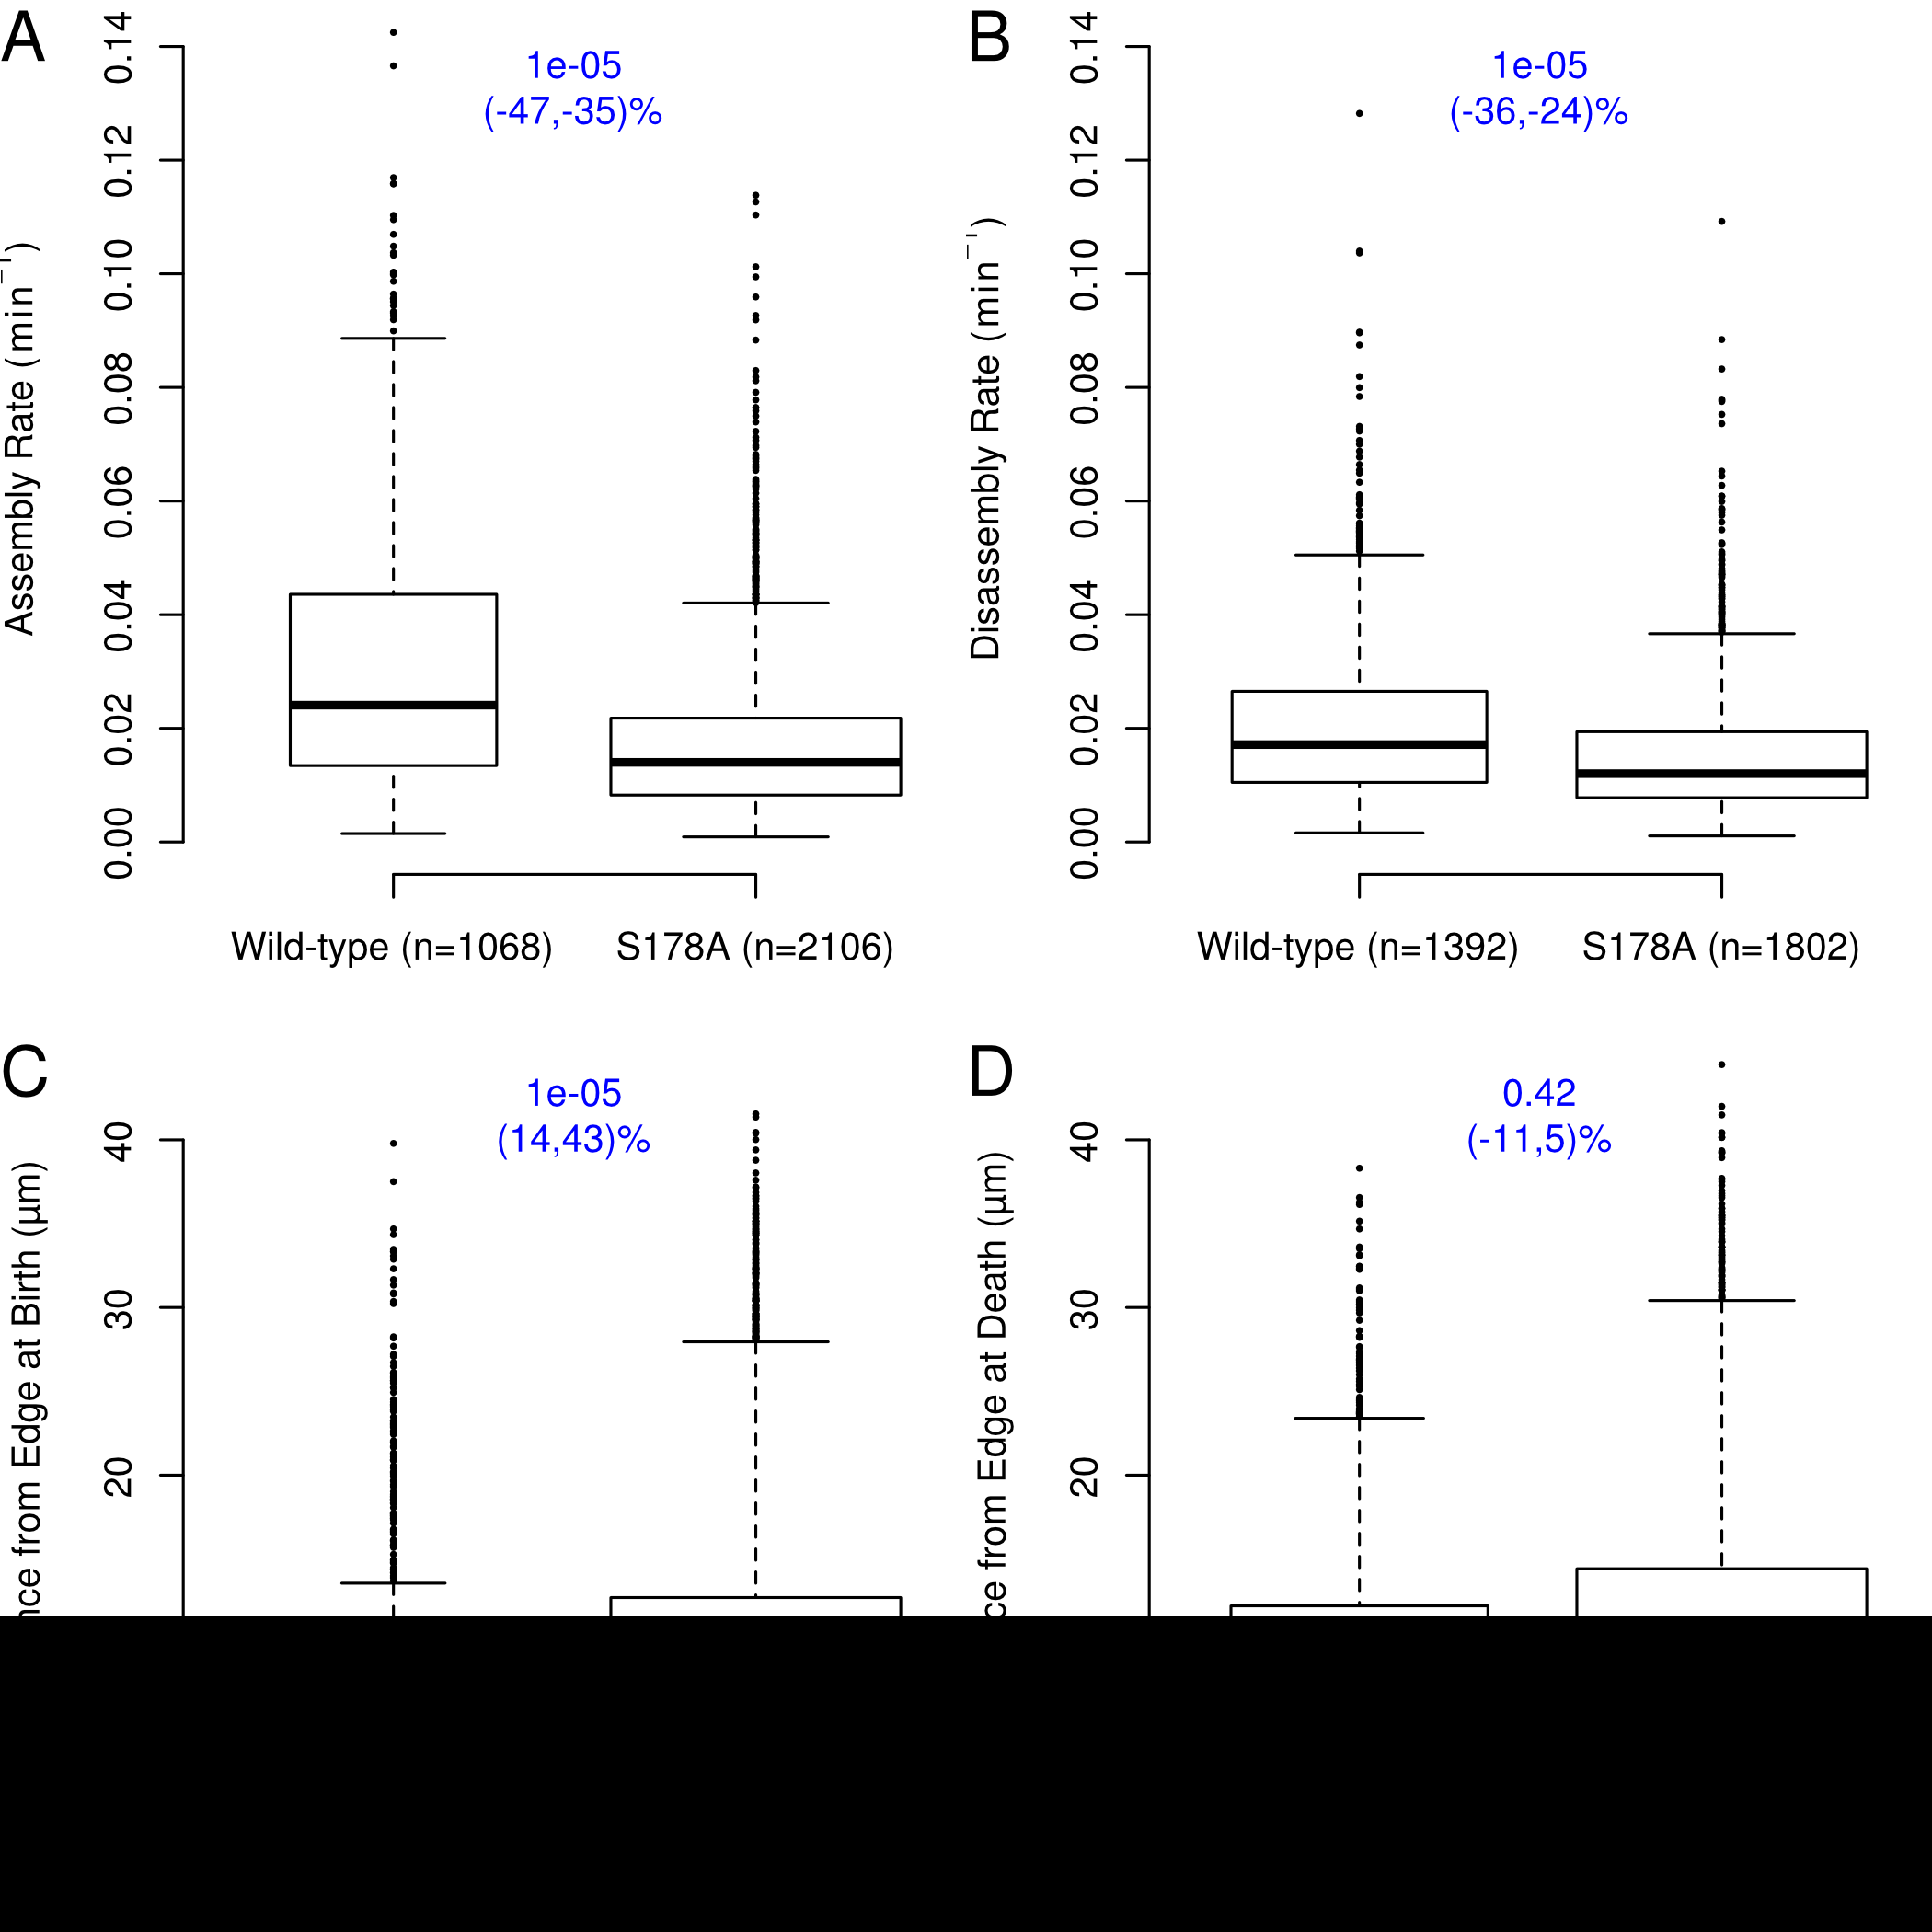 A
1e-05
(-47,-35)%
Assembly Rate (min⁻¹)
0.14
0.12
0.10
0.08
0.06
0.04
0.02
0.00
Wild-type (n=1068)
S178A (n=2106)
B
1e-05
(-36,-24)%
Disassembly Rate (min⁻¹)
0.14
0.12
0.10
0.08
0.06
0.04
0.02
0.00
Wild-type (n=1392)
S178A (n=1802)
C
1e-05
(14,43)%
from Edge at Birth (µm)
40
30
20
D
0.42
(-11,5)%
from Edge at Death (µm)
40
30
20